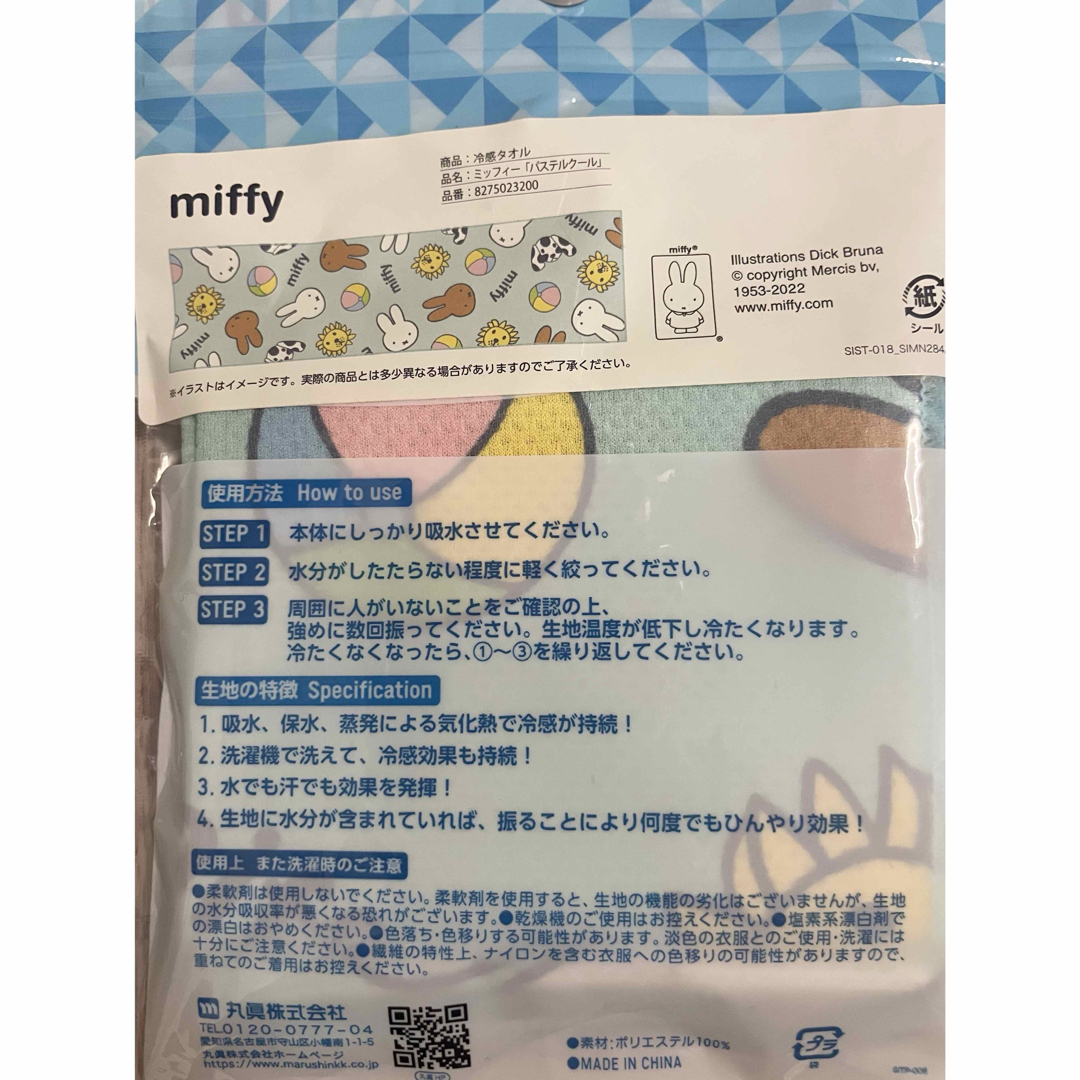 商品：冷感タオル
品名：ミッフィー「パステルクール」
品番：8275023200
miffy
miffy
miffy
miffy
miffy
miffy
※イラストはイメージです。実際の商品とは多少異なる場合がありますのでご了承ください。
miffy®
®
Illustrations Dick Bruna
© copyright Mercis bv,
1953-2022
www.miffy.com
紙
シール
SIST-018_SIMN284
使用方法 How to use
STEP 1 本体にしっかり吸水させてください。
STEP 2 水分がしたたらない程度に軽く絞ってください。
STEP 3 周囲に人がいないことをご確認の上、
強めに数回振ってください。生地温度が低下し冷たくなります。
冷たくなくなったら、①～③を繰り返してください。
生地の特徴 Specification
1. 吸水、保水、蒸発による気化熱で冷感が持続！
2. 洗濯機で洗えて、冷感効果も持続！
3. 水でも汗でも効果を発揮！
4. 生地に水分が含まれていれば、振ることにより何度でもひんやり効果！
使用上 また洗濯時のご注意
●柔軟剤は使用しないでください。柔軟剤を使用すると、生地の機能の劣化はございませんが、生地
の水分吸収率が悪くなる恐れがございます。●乾燥機のご使用はお控えください。●塩素系漂白剤で
の漂白はおやめください。●色落ち・色移りする可能性があります。淡色の衣服とのご使用・洗濯には
十分にご注意ください。●繊維の特性上、ナイロンを含む衣服への色移りの可能性がありますので、
重ねてのご着用はお控えください。
m 丸眞株式会社
TEL0120-0777-04
愛知県名古屋市守山区小幡南1-1-5
丸眞株式会社ホームページ
https://www.marushinkk.co.jp
丸眞 HP
●素材：ポリエステル100%
●MADE IN CHINA
プラ
袋